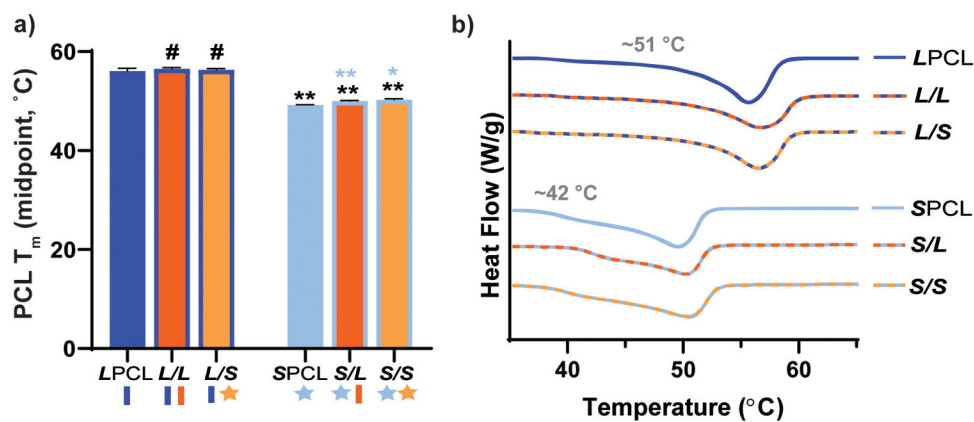 a)
PCL Tm (midpoint, °C)
60
40
20
0
#
#
**
**
**
*
**
LPCL
L/L
L/S
SPCL
S/L
S/S
b)
Heat Flow (W/g)
~51 °C
~42 °C
LPCL
L/L
L/S
SPCL
S/L
S/S
40
50
60
Temperature (°C)